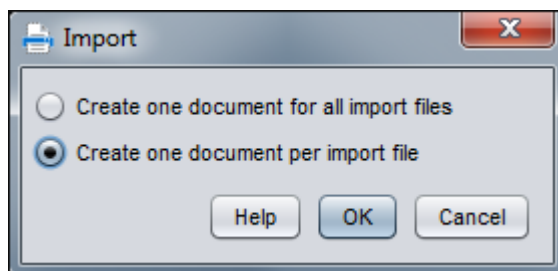 Import
Create one document for all import files
Create one document per import file
Help OK Cancel